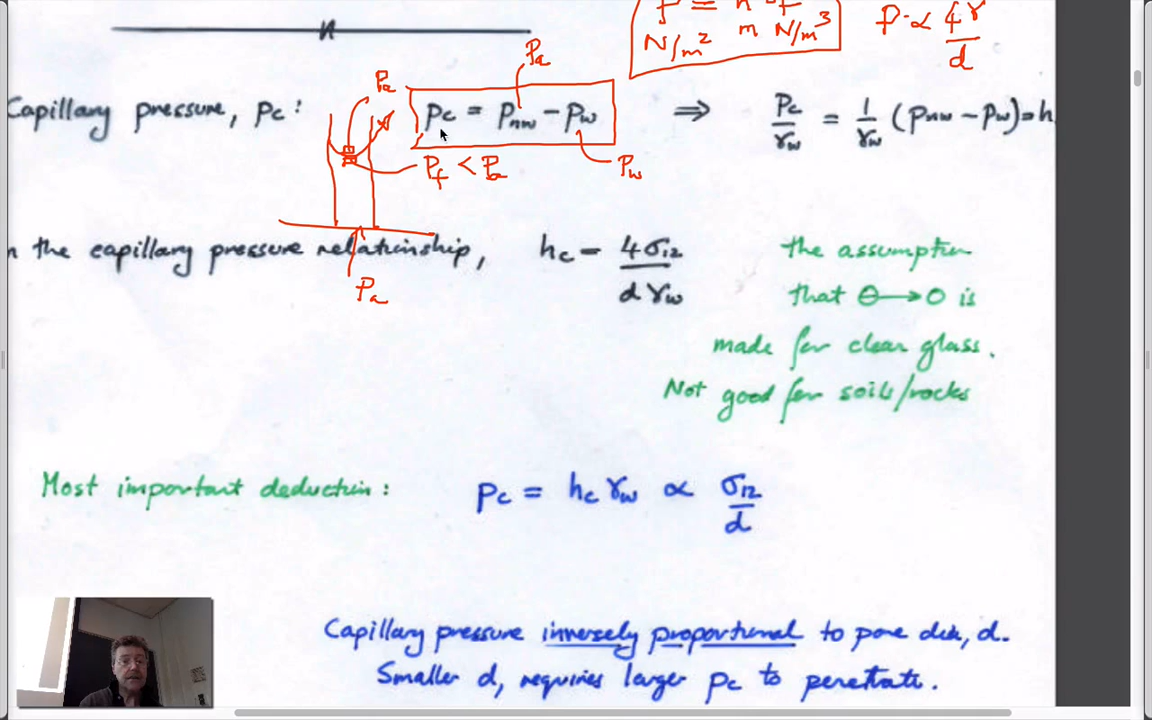 N/m² m N/m³
p ∝ 4γ/d
Pa
Pa
Capillary pressure, pc :
pc = pnw − pw
⇒ pc/γw = 1/γw (pnw − pw) = h
Pf < Pa
Pw
n the capillary pressure relationship, hc = 4σ12/dγw
Pa
the assumption
that θ → 0 is
made for clear glass.
Not good for soils/rocks
Most important deduction : pc = hc γw ∝ σ12/d
Capillary pressure inversely proportional to pore diam, d.
Smaller d, requires larger pc to penetrate.